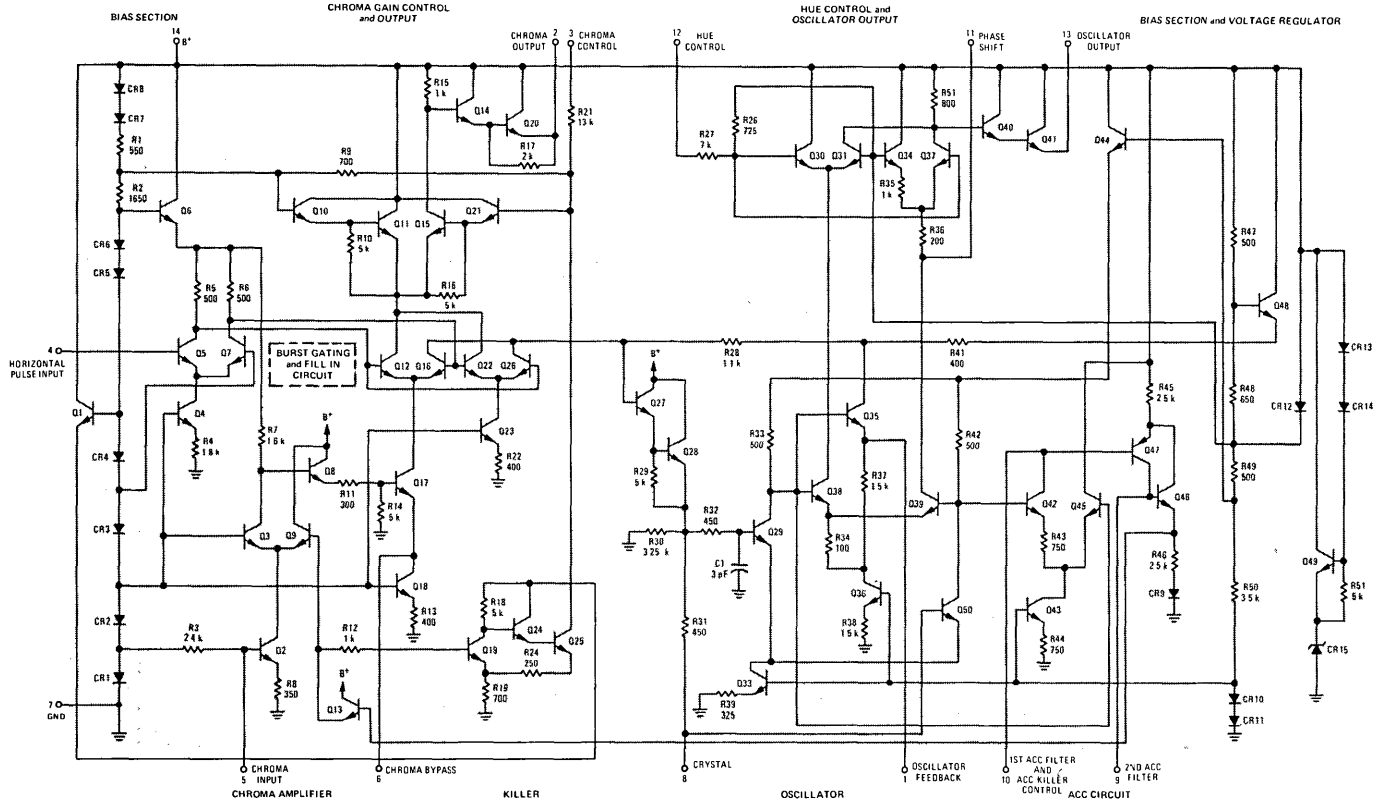 BIAS SECTION
CHROMA GAIN CONTROL
and OUTPUT
HUE CONTROL and
OSCILLATOR OUTPUT
BIAS SECTION and VOLTAGE REGULATOR
14
B+
CHROMA
OUTPUT
2
3
CHROMA
CONTROL
12
HUE
CONTROL
11
PHASE
SHIFT
13
OSCILLATOR
OUTPUT
CR8
CR7
R1
550
R2
1650
Q6
CR6
CR5
R5
500
R6
500
4
HORIZONTAL
PULSE INPUT
Q5
Q7
Q1
Q4
R4
1.8 k
CR4
CR3
CR2
CR1
7
GND
R3
2.4 k
Q2
R8
350
5
CHROMA
INPUT
CHROMA AMPLIFIER
R7
1.6 k
Q3
Q9
B+
Q8
R11
300
R14
5 k
Q17
Q18
R13
400
R12
1 k
B+
Q13
6
CHROMA BYPASS
R9
700
Q10
R10
5 k
Q11
Q15
Q21
R16
5 k
R15
1 k
Q14
Q20
R17
2 k
R21
13 k
BURST GATING
and FILL IN
CIRCUIT
Q12
Q16
Q22
Q26
Q23
R22
400
R18
5 k
Q24
Q25
Q19
R24
250
R19
700
KILLER
R27
7 k
R26
725
Q30
Q31
Q34
Q37
R35
1 k
R36
200
R51
800
Q40
Q41
Q44
R28
1.1 k
R41
400
B+
Q27
Q28
R29
5 k
R30
3.25 k
R32
450
C1
3 pF
Q29
R31
450
R33
500
Q35
R42
500
Q38
R37
1.5 k
Q39
R34
100
Q36
R38
1.5 k
Q50
Q33
R39
325
8
CRYSTAL
OSCILLATOR
1
OSCILLATOR
FEEDBACK
Q42
Q45
R43
750
Q43
R44
750
R45
2.5 k
Q47
Q46
R46
2.5 k
CR9
10
1ST ACC FILTER
AND
ACC KILLER
CONTROL
9
2ND ACC
FILTER
ACC CIRCUIT
R47
500
Q48
R48
650
R49
500
R50
3.5 k
CR10
CR11
CR12
CR13
CR14
Q49
R51
5 k
CR15